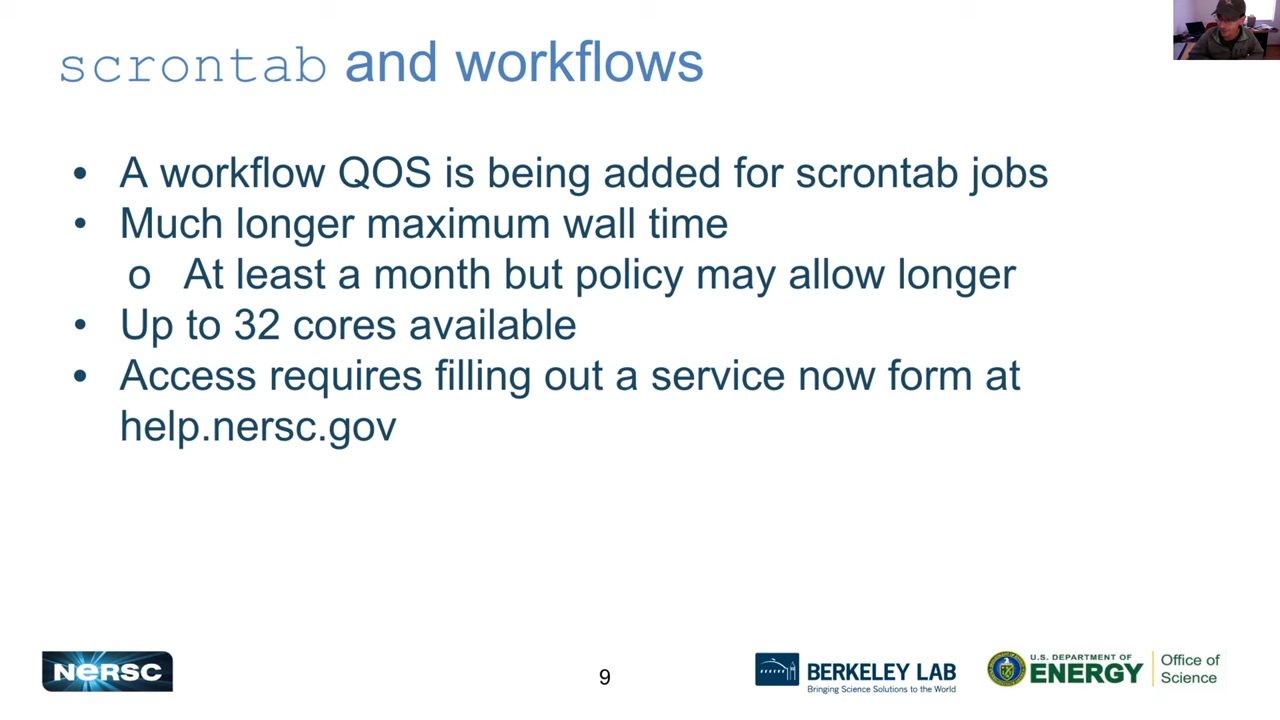 scrontab and workflows
• A workflow QOS is being added for scrontab jobs
• Much longer maximum wall time
o At least a month but policy may allow longer
• Up to 32 cores available
• Access requires filling out a service now form at
help.nersc.gov
NERSC
9
BERKELEY LAB
Bringing Science Solutions to the World
U.S. DEPARTMENT OF
ENERGY
Office of
Science